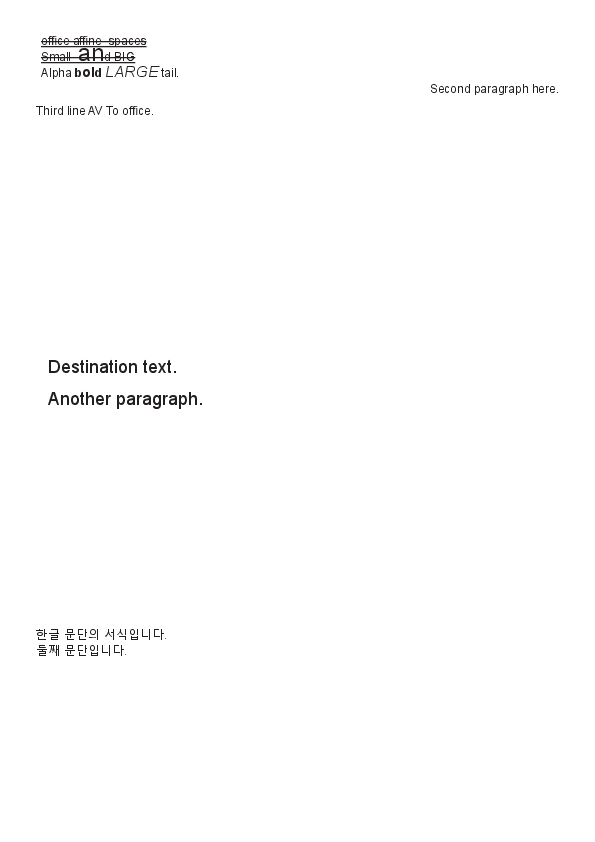 office affine  spaces
Small  and BIG
Alpha bold LARGE tail.
Second paragraph here.
Third line AV To office.
Destination text.
Another paragraph.
한글 문단의 서식입니다.
둘째 문단입니다.